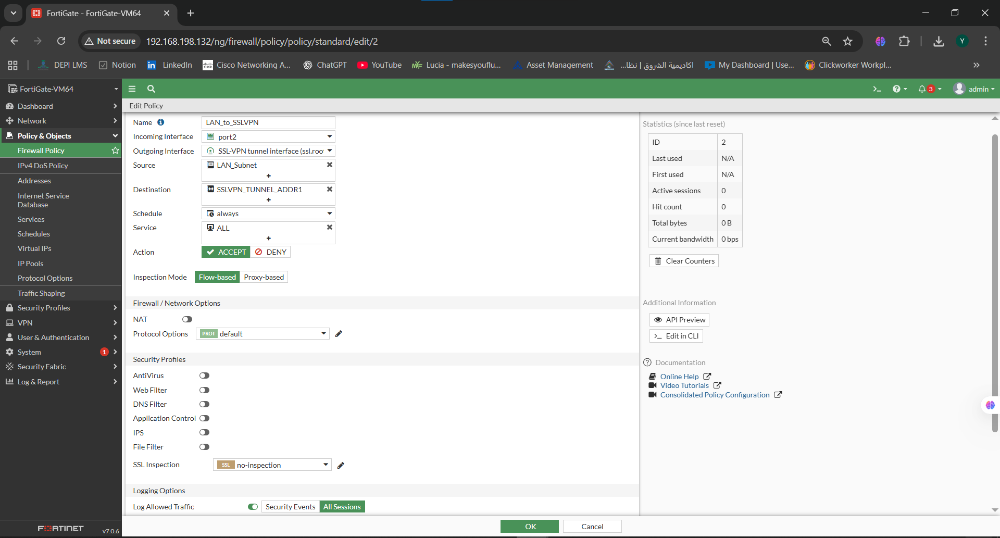 FortiGate - FortiGate-VM64
Not secure
192.168.198.132/ng/firewall/policy/policy/standard/edit/2
Y
DEPI LMS
Notion
LinkedIn
Cisco Networking A...
ChatGPT
YouTube
Lucia - makesyouflu...
Asset Management
اكاديمية الشروق | نظا...
My Dashboard | Use...
Clickworker Workpl...
FortiGate-VM64
3
admin
Dashboard
Network
Policy & Objects
Firewall Policy
IPv4 DoS Policy
Addresses
Internet Service
Database
Services
Schedules
Virtual IPs
IP Pools
Protocol Options
Traffic Shaping
Security Profiles
VPN
User & Authentication
System 1
Security Fabric
Log & Report
FORTINET v7.0.6
Edit Policy
Name LAN_to_SSLVPN
Incoming Interface port2
Outgoing Interface SSL-VPN tunnel interface (ssl.roo
Source LAN_Subnet
Destination SSLVPN_TUNNEL_ADDR1
Schedule always
Service ALL
Action ACCEPT DENY
Inspection Mode Flow-based Proxy-based
Firewall / Network Options
NAT
Protocol Options PROT default
Security Profiles
AntiVirus
Web Filter
DNS Filter
Application Control
IPS
File Filter
SSL Inspection SSL no-inspection
Logging Options
Log Allowed Traffic Security Events All Sessions
Statistics (since last reset)
ID 2
Last used N/A
First used N/A
Active sessions 0
Hit count 0
Total bytes 0 B
Current bandwidth 0 bps
Clear Counters
Additional Information
API Preview
Edit in CLI
Documentation
Online Help
Video Tutorials
Consolidated Policy Configuration
OK Cancel